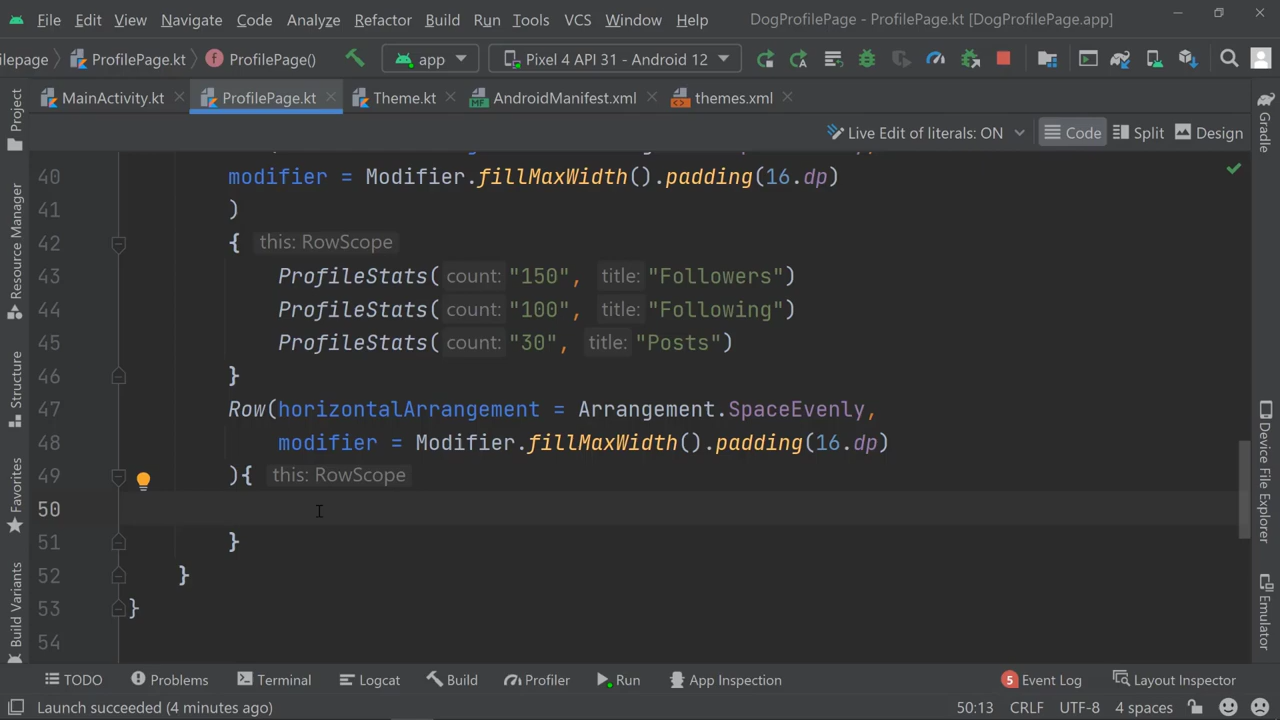 File Edit View Navigate Code Analyze Refactor Build Run Tools VCS Window Help DogProfilePage - ProfilePage.kt [DogProfilePage.app]
ilepage ProfilePage.kt ProfilePage() app Pixel 4 API 31 - Android 12
MainActivity.kt ProfilePage.kt Theme.kt AndroidManifest.xml themes.xml
Live Edit of literals: ON Code Split Design
40 modifier = Modifier.fillMaxWidth().padding(16.dp)
41 )
42 { this: RowScope
43 ProfileStats( count: "150", title: "Followers")
44 ProfileStats( count: "100", title: "Following")
45 ProfileStats( count: "30", title: "Posts")
46 }
47 Row(horizontalArrangement = Arrangement.SpaceEvenly,
48 modifier = Modifier.fillMaxWidth().padding(16.dp)
49 ){ this: RowScope
50
51 }
52 }
53 }
54
Project
Resource Manager
Structure
Favorites
Build Variants
Gradle
Device File Explorer
Emulator
TODO Problems Terminal Logcat Build Profiler Run App Inspection 5 Event Log Layout Inspector
Launch succeeded (4 minutes ago) 50:13 CRLF UTF-8 4 spaces